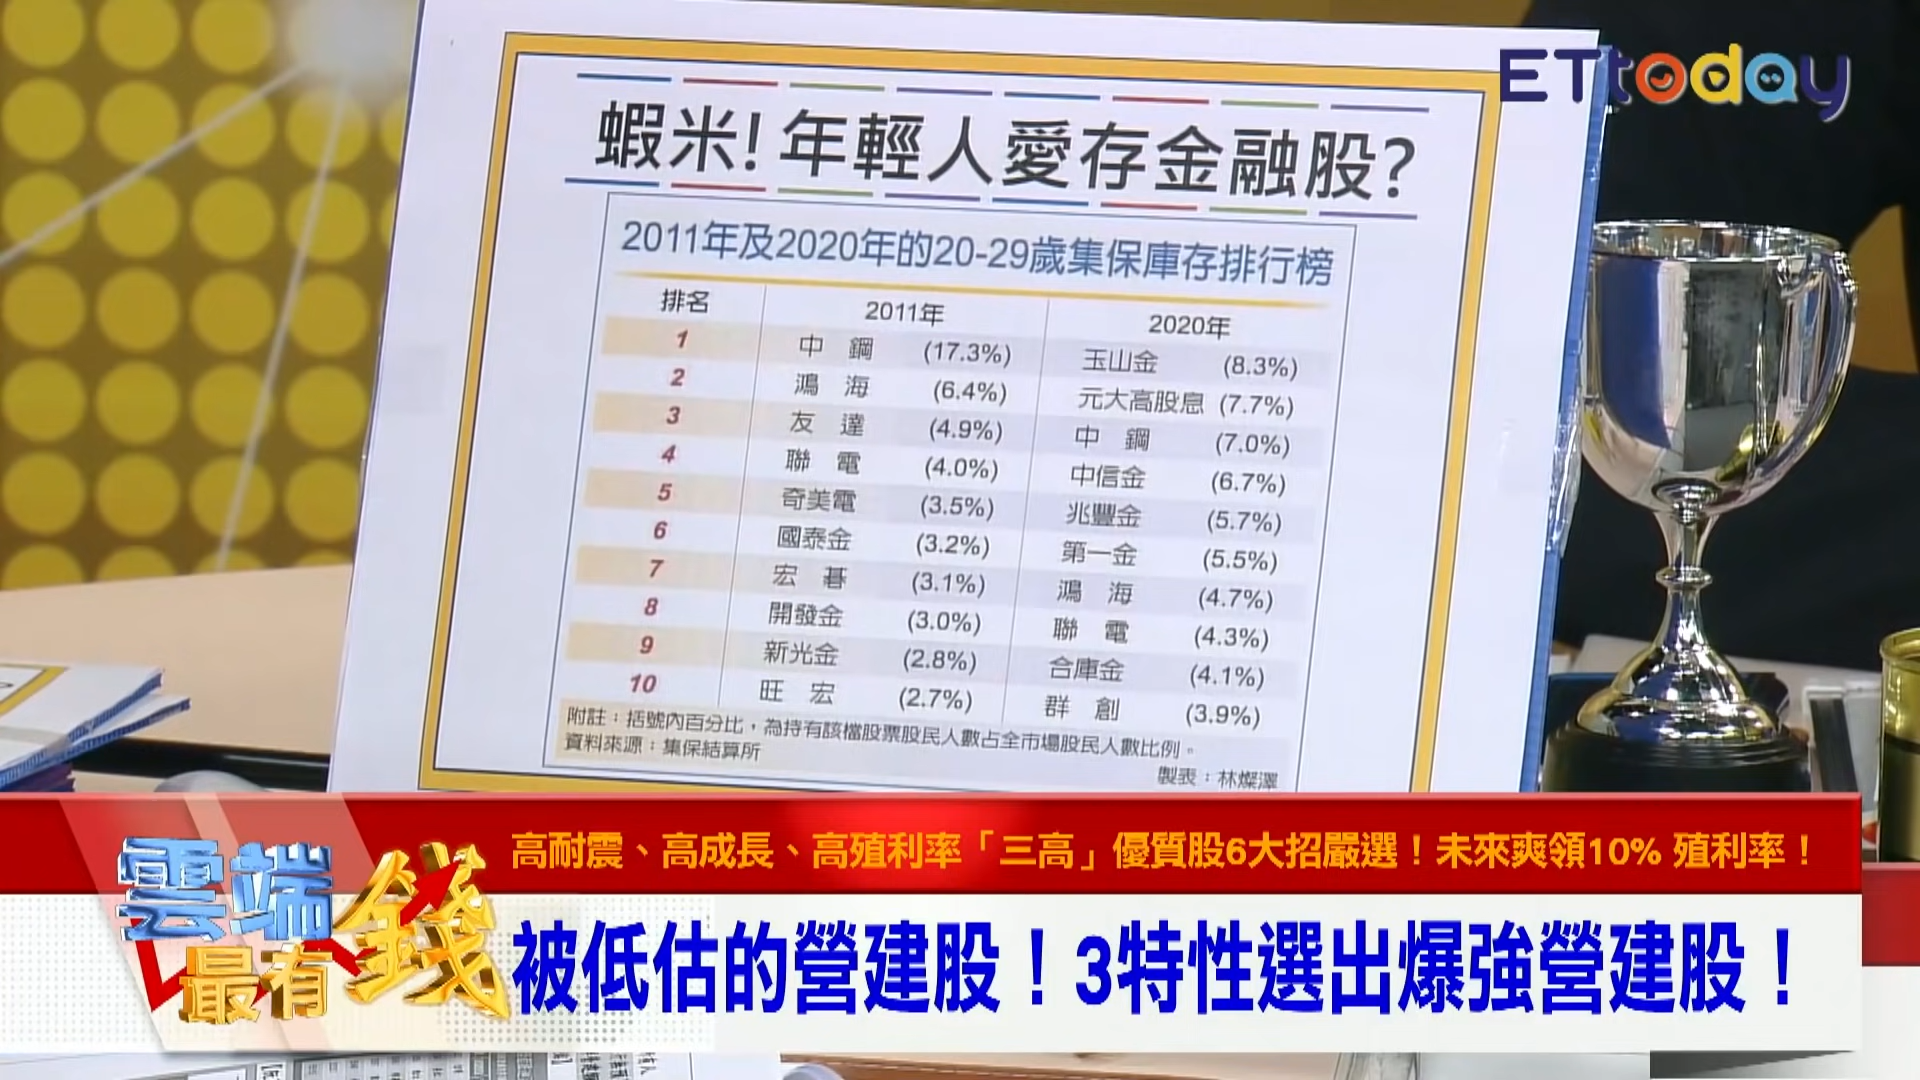 ETtoday
蝦米!年輕人愛存金融股?
2011年及2020年的20-29歲集保庫存排行榜
排名 2011年 2020年
1 中鋼 (17.3%) 玉山金 (8.3%)
2 鴻海 (6.4%) 元大高股息 (7.7%)
3 友達 (4.9%) 中鋼 (7.0%)
4 聯電 (4.0%) 中信金 (6.7%)
5 奇美電 (3.5%) 兆豐金 (5.7%)
6 國泰金 (3.2%) 第一金 (5.5%)
7 宏碁 (3.1%) 鴻海 (4.7%)
8 開發金 (3.0%) 聯電 (4.3%)
9 新光金 (2.8%) 合庫金 (4.1%)
10 旺宏 (2.7%) 群創 (3.9%)
附註：括號內百分比，為持有該檔股票股民人數占全市場股民人數比例。
資料來源：集保結算所
製表：林燦澤
高耐震、高成長、高殖利率「三高」優質股6大招嚴選！未來爽領10% 殖利率！
雲端最有錢
被低估的營建股！3特性選出爆強營建股！